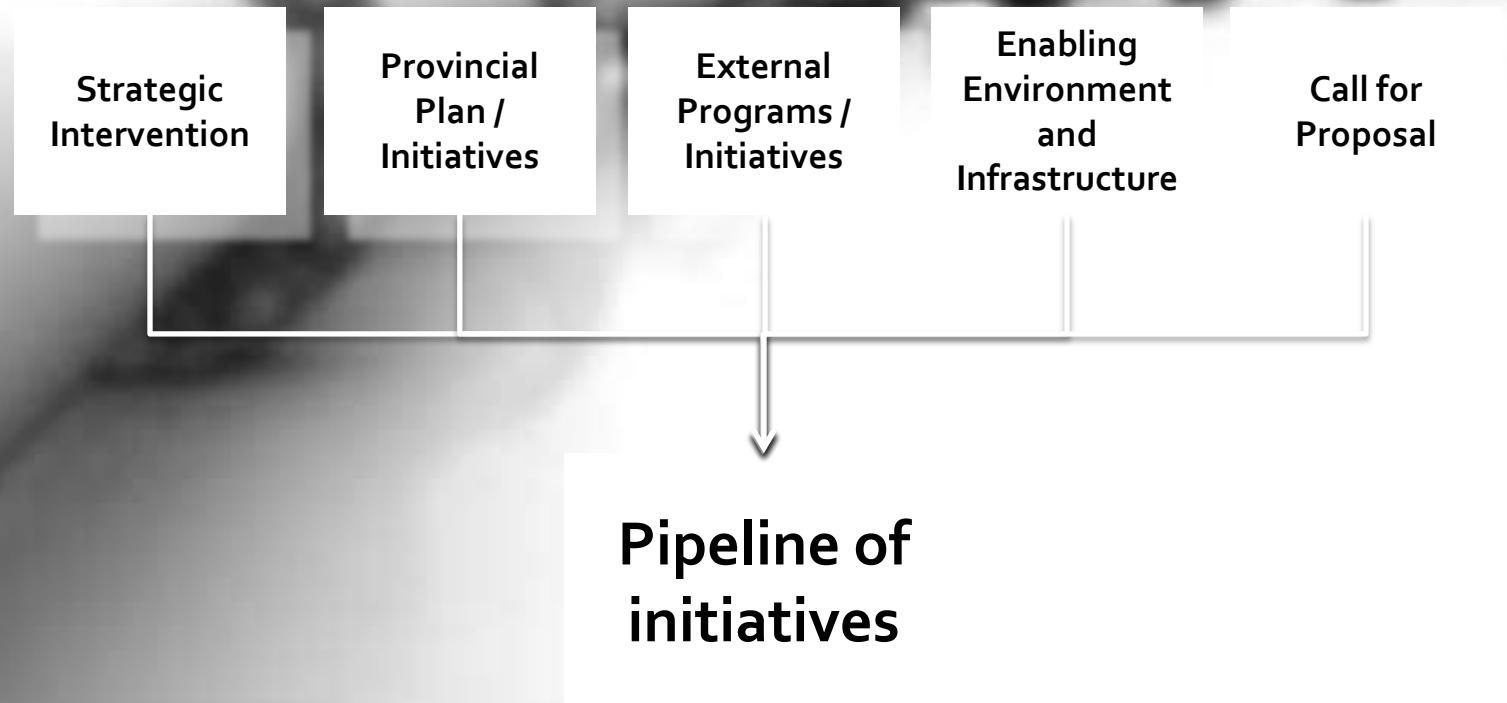 Strategic
Intervention
Provincial
Plan /
Initiatives
External
Programs /
Initiatives
Enabling
Environment
and
Infrastructure
Call for
Proposal
Pipeline of
initiatives